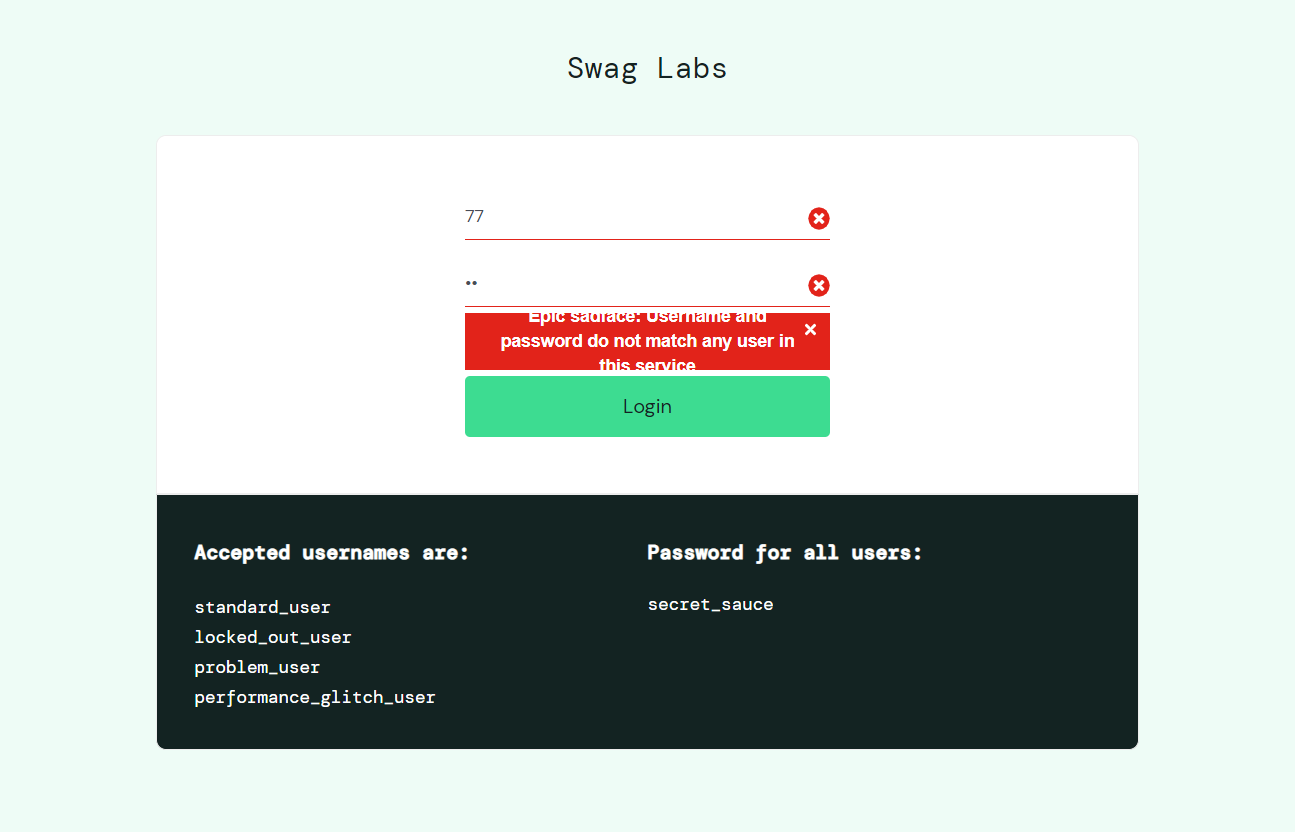 Swag Labs
77
••
Epic sadface: Username and
password do not match any user in
this service
Login
Accepted usernames are:
standard_user
locked_out_user
problem_user
performance_glitch_user
Password for all users:
secret_sauce